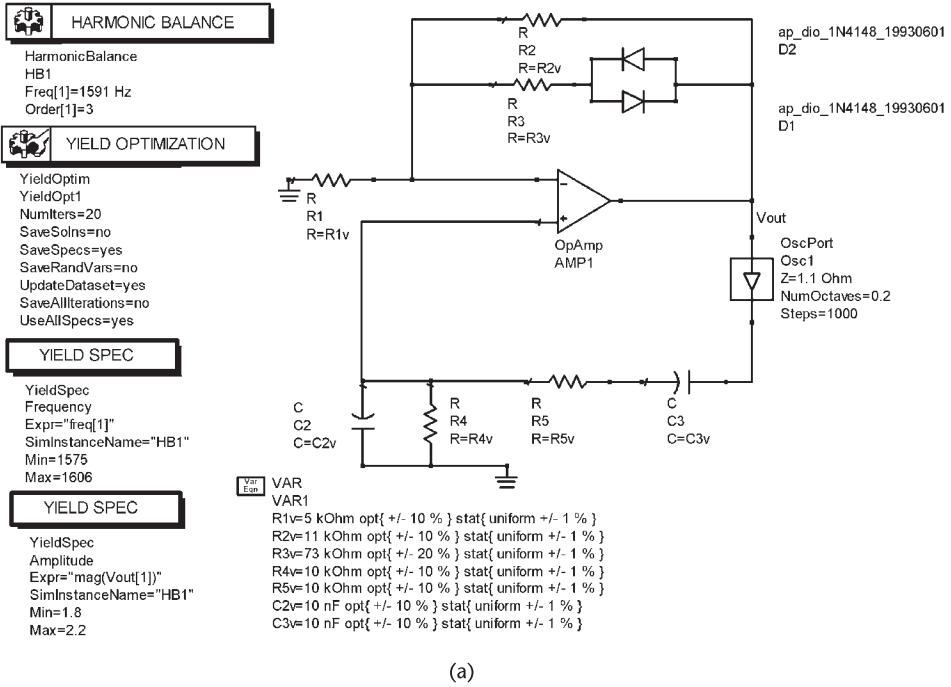 HARMONIC BALANCE
HarmonicBalance
HB1
Freq[1]=1591 Hz
Order[1]=3
YIELD OPTIMIZATION
YieldOptim
YieldOpt1
NumIters=20
SaveSolns=no
SaveSpecs=yes
SaveRandVars=no
UpdateDataset=yes
SaveAllIterations=no
UseAllSpecs=yes
YIELD SPEC
YieldSpec
Frequency
Expr="freq[1]"
SimInstanceName="HB1"
Min=1575
Max=1606
YIELD SPEC
YieldSpec
Amplitude
Expr="mag(Vout[1])"
SimInstanceName="HB1"
Min=1.8
Max=2.2
R
R2
R=R2v
R
R3
R=R3v
ap_dio_1N4148_19930601
D2
ap_dio_1N4148_19930601
D1
R
R1
R=R1v
OpAmp
AMP1
Vout
OscPort
Osc1
Z=1.1 Ohm
NumOctaves=0.2
Steps=1000
C
C2
C=C2v
R
R4
R=R4v
R
R5
R=R5v
C
C3
C=C3v
Var
Eqn
VAR
VAR1
R1v=5 kOhm opt{ +/- 10 % } stat{ uniform +/- 1 % }
R2v=11 kOhm opt{ +/- 10 % } stat{ uniform +/- 1 % }
R3v=73 kOhm opt{ +/- 20 % } stat{ uniform +/- 1 % }
R4v=10 kOhm opt{ +/- 10 % } stat{ uniform +/- 1 % }
R5v=10 kOhm opt{ +/- 10 % } stat{ uniform +/- 1 % }
C2v=10 nF opt{ +/- 10 % } stat{ uniform +/- 1 % }
C3v=10 nF opt{ +/- 10 % } stat{ uniform +/- 1 % }
(a)